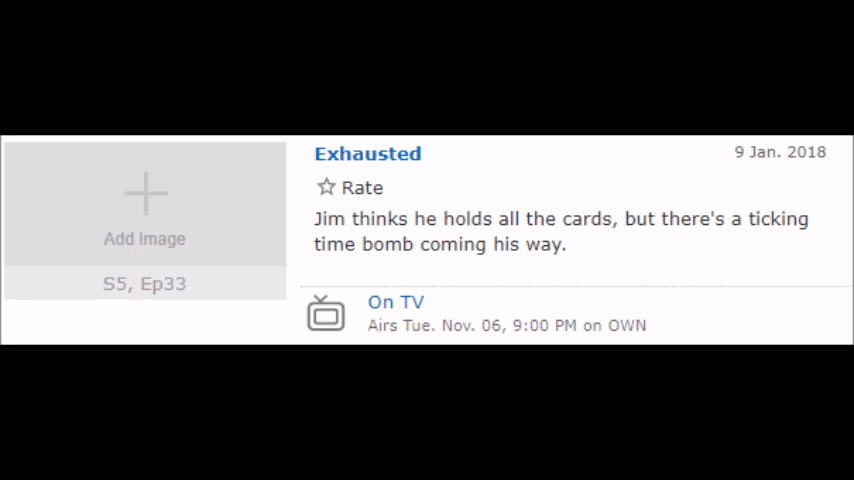 Exhausted
9 Jan. 2018
Rate
Jim thinks he holds all the cards, but there's a ticking
time bomb coming his way.
Add Image
S5, Ep33
On TV
Airs Tue. Nov. 06, 9:00 PM on OWN